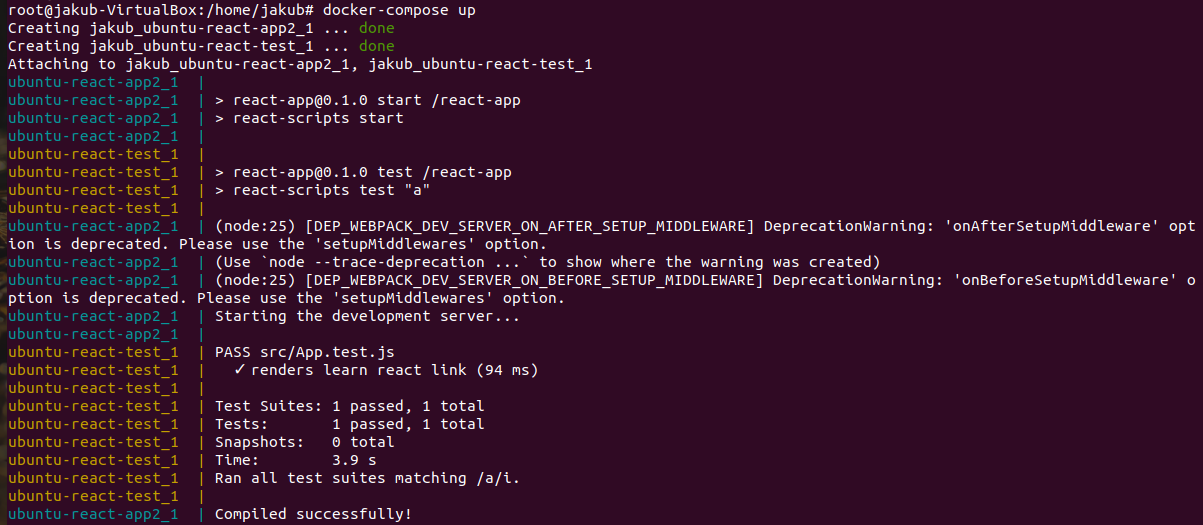 root@jakub-VirtualBox:/home/jakub# docker-compose up
Creating jakub_ubuntu-react-app2_1 ... done
Creating jakub_ubuntu-react-test_1 ... done
Attaching to jakub_ubuntu-react-app2_1, jakub_ubuntu-react-test_1
ubuntu-react-app2_1  |
ubuntu-react-app2_1  | > react-app@0.1.0 start /react-app
ubuntu-react-app2_1  | > react-scripts start
ubuntu-react-app2_1  |
ubuntu-react-test_1  |
ubuntu-react-test_1  | > react-app@0.1.0 test /react-app
ubuntu-react-test_1  | > react-scripts test "a"
ubuntu-react-test_1  |
ubuntu-react-app2_1  | (node:25) [DEP_WEBPACK_DEV_SERVER_ON_AFTER_SETUP_MIDDLEWARE] DeprecationWarning: 'onAfterSetupMiddleware' opt
ion is deprecated. Please use the 'setupMiddlewares' option.
ubuntu-react-app2_1  | (Use `node --trace-deprecation ...` to show where the warning was created)
ubuntu-react-app2_1  | (node:25) [DEP_WEBPACK_DEV_SERVER_ON_BEFORE_SETUP_MIDDLEWARE] DeprecationWarning: 'onBeforeSetupMiddleware' o
ption is deprecated. Please use the 'setupMiddlewares' option.
ubuntu-react-app2_1  | Starting the development server...
ubuntu-react-app2_1  |
ubuntu-react-test_1  | PASS src/App.test.js
ubuntu-react-test_1  |   ✓ renders learn react link (94 ms)
ubuntu-react-test_1  |
ubuntu-react-test_1  | Test Suites: 1 passed, 1 total
ubuntu-react-test_1  | Tests:       1 passed, 1 total
ubuntu-react-test_1  | Snapshots:   0 total
ubuntu-react-test_1  | Time:        3.9 s
ubuntu-react-test_1  | Ran all test suites matching /a/i.
ubuntu-react-test_1  |
ubuntu-react-app2_1  | Compiled successfully!